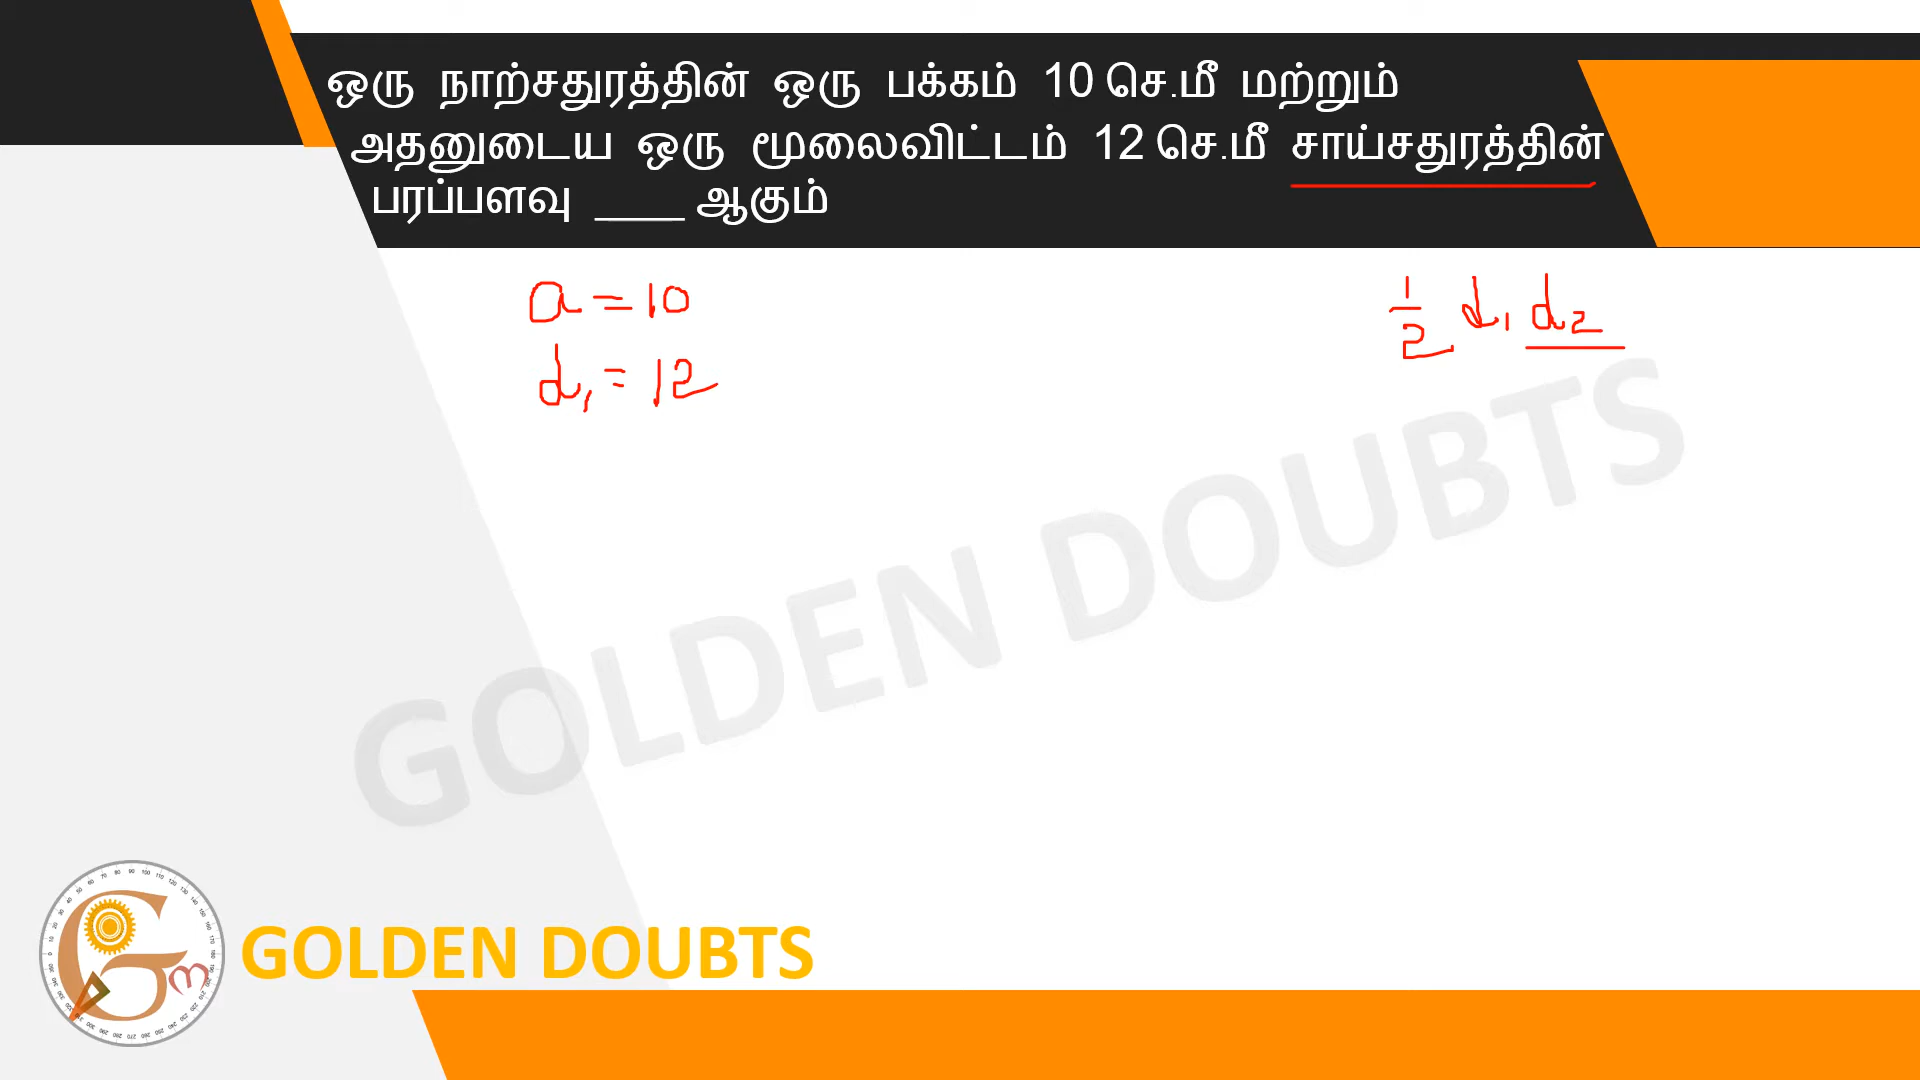 ஒரு நாற்சதுரத்தின் ஒரு பக்கம் 10 செ.மீ மற்றும்
அதனுடைய ஒரு மூலைவிட்டம் 12 செ.மீ சாய்சதுரத்தின்
பரப்பளவு ____ ஆகும்
a = 10
d₁ = 12
1/2 d₁ d₂
GOLDEN DOUBTS
GOLDEN DOUBTS